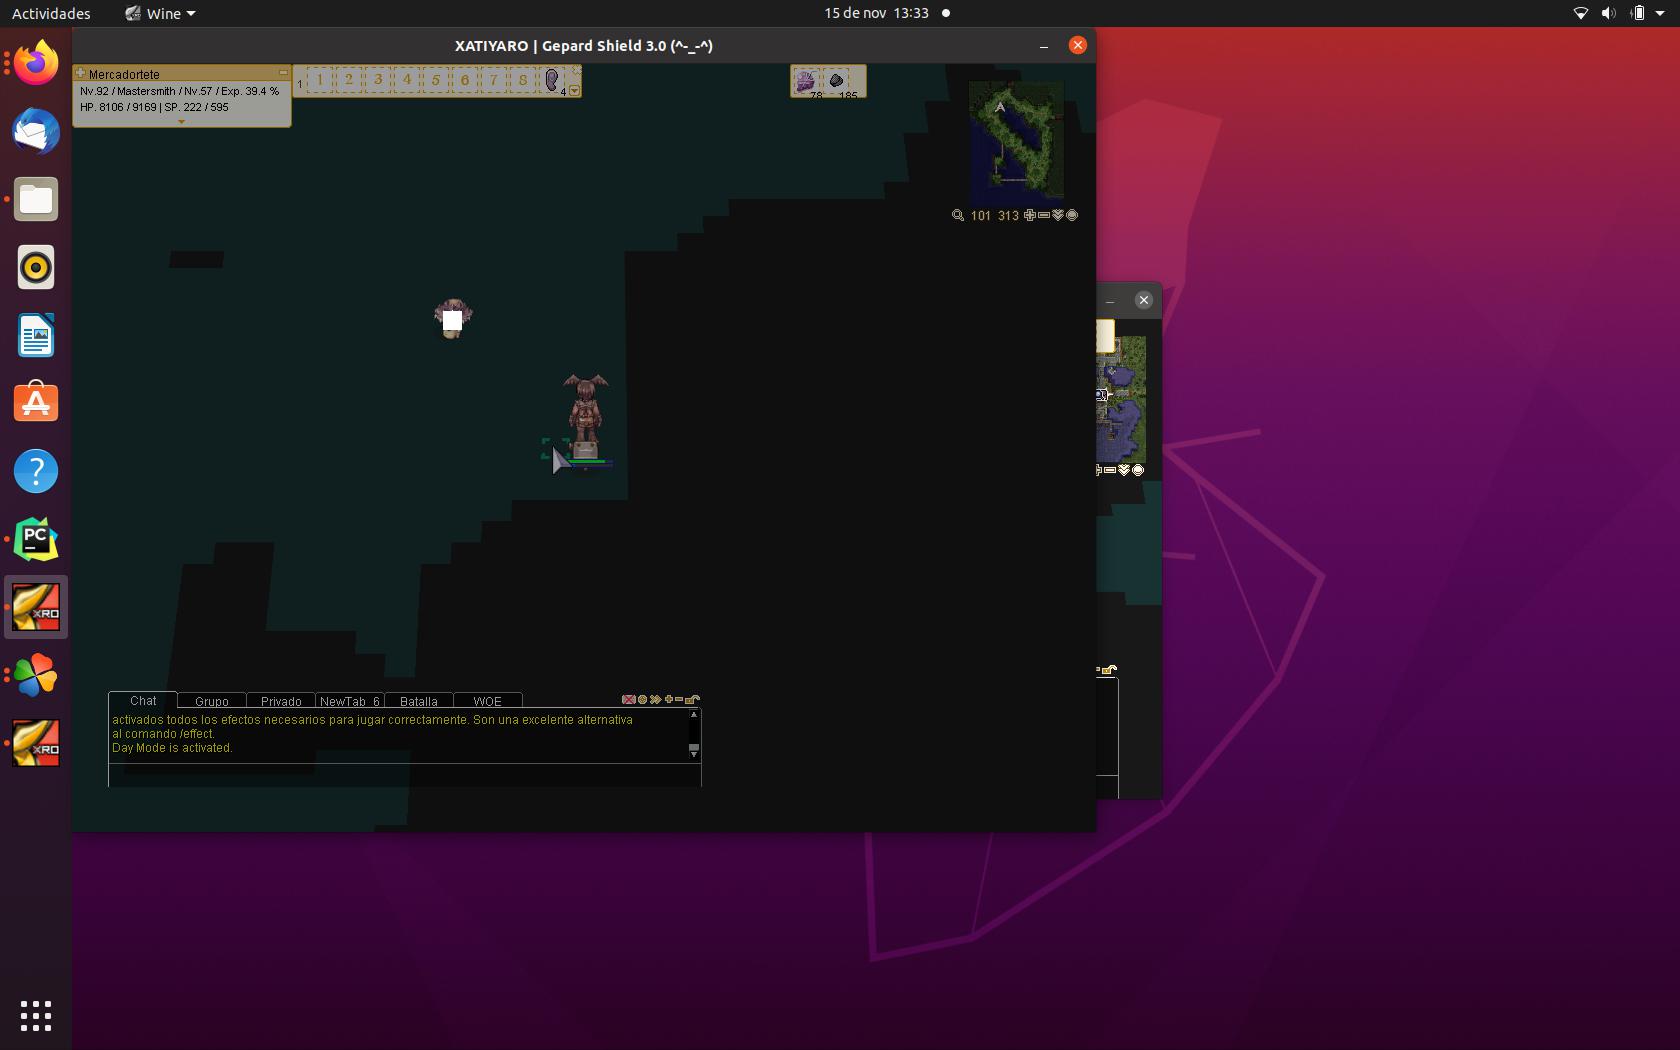 Actividades
Wine
15 de nov 13:33
XATIYARO | Gepard Shield 3.0 (^-_-^)
Mercadortete
Nv.92 / Mastersmith / Nv.57 / Exp. 39.4 %
HP. 8106 / 9169 | SP. 222 / 595
1 1 2 3 4 5 6 7 8 4
78 185
101 313
PC
XRO
XRO
Chat Grupo Privado NewTab_6 Batalla WOE
activados todos los efectos necesarios para jugar correctamente. Son una excelente alternativa
al comando /effect.
Day Mode is activated.